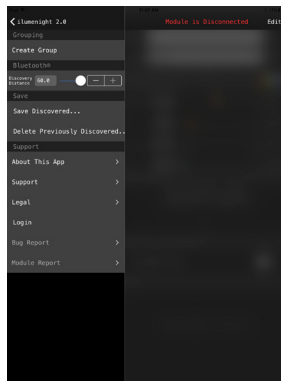 ilumenight 2.0
Module is Disconnected
Edit
Grouping
Create Group
Bluetooth®
Discovery
Distance
60.0
Save
Save Discovered...
Delete Previously Discovered..
Support
About This App
Support
Legal
Login
Bug Report
Module Report